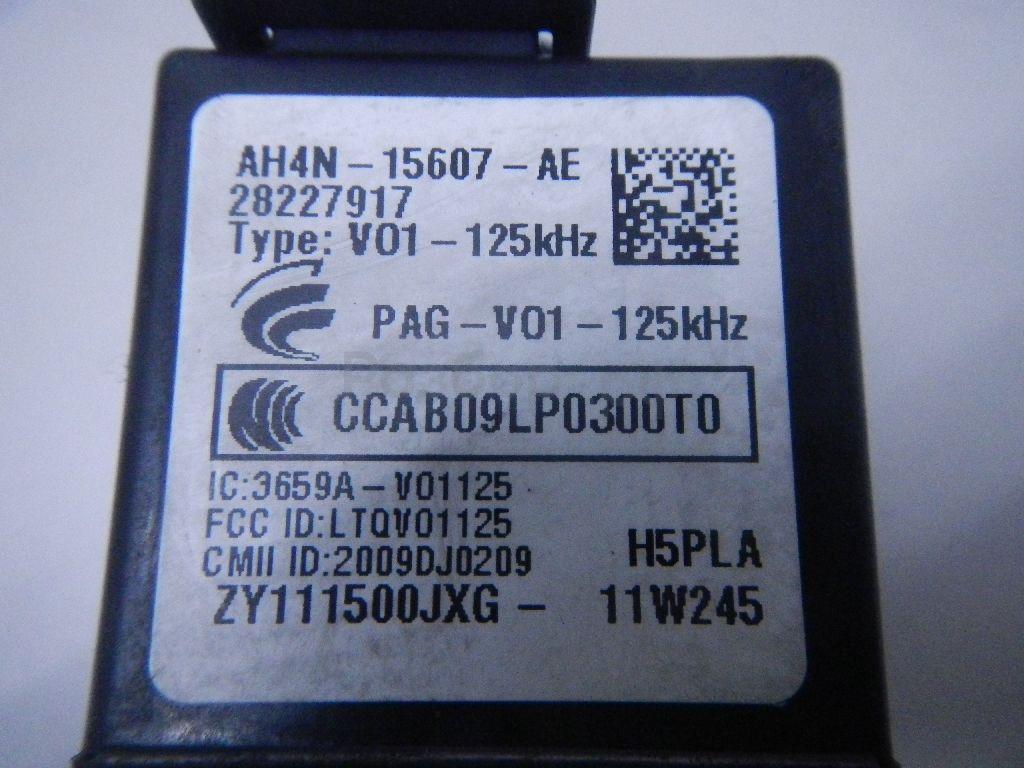 AH4N-15607-AE
28227917
Type: V01-125kHz
PAG-V01-125kHz
CCAB09LP0300T0
IC:3659A-V01125
FCC ID:LTQV01125
CMII ID:2009DJ0209
H5PLA
ZY111500JXG- 11W245